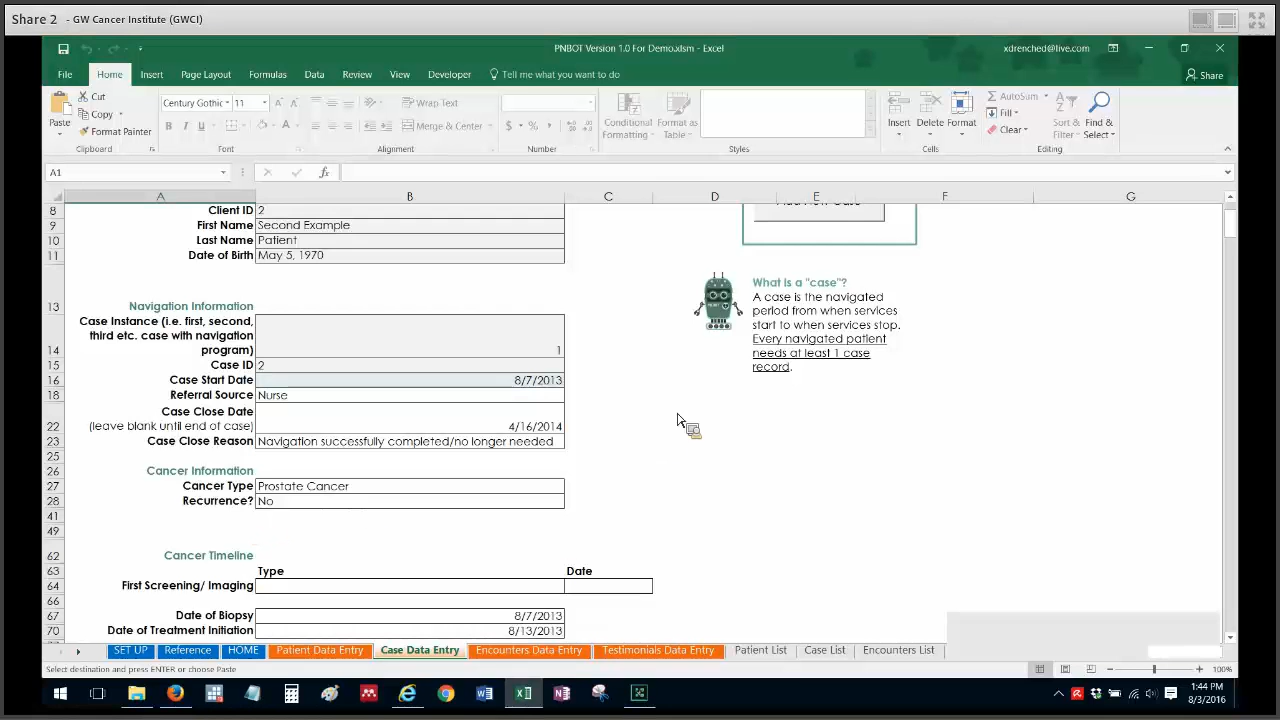 Share 2 - GW Cancer Institute (GWCI)
PNBOT Version 1.0 For Demo.xlsm - Excel
xdrenched@live.com
File Home Insert Page Layout Formulas Data Review View Developer Tell me what you want to do Share
Paste
Cut
Copy
Format Painter
Century Gothic 11
B I U
Wrap Text
Merge & Center
$ % ,
Conditional Formatting
Format as Table
Insert Delete Format
AutoSum
Fill
Clear
Sort & Filter
Find & Select
Clipboard Font Alignment Number Styles Cells Editing
A1 fx
A B C D E F G
8 Client ID 2
9 First Name Second Example
10 Last Name Patient
11 Date of Birth May 5, 1970
What is a "case"?
A case is the navigated
period from when services
start to when services stop.
Every navigated patient
needs at least 1 case
record.
13 Navigation Information
Case Instance (i.e. first, second,
third etc. case with navigation
14 program) 1
15 Case ID 2
16 Case Start Date 8/7/2013
18 Referral Source Nurse
Case Close Date
22 (leave blank until end of case) 4/16/2014
23 Case Close Reason Navigation successfully completed/no longer needed
25
26 Cancer Information
27 Cancer Type Prostate Cancer
28 Recurrence? No
41
49
62 Cancer Timeline
63 Type Date
64 First Screening/ Imaging
66
67 Date of Biopsy 8/7/2013
70 Date of Treatment Initiation 8/13/2013
SET UP Reference HOME Patient Data Entry Case Data Entry Encounters Data Entry Testimonials Data Entry Patient List Case List Encounters List
Select destination and press ENTER or choose Paste 100%
1:44 PM
8/3/2016